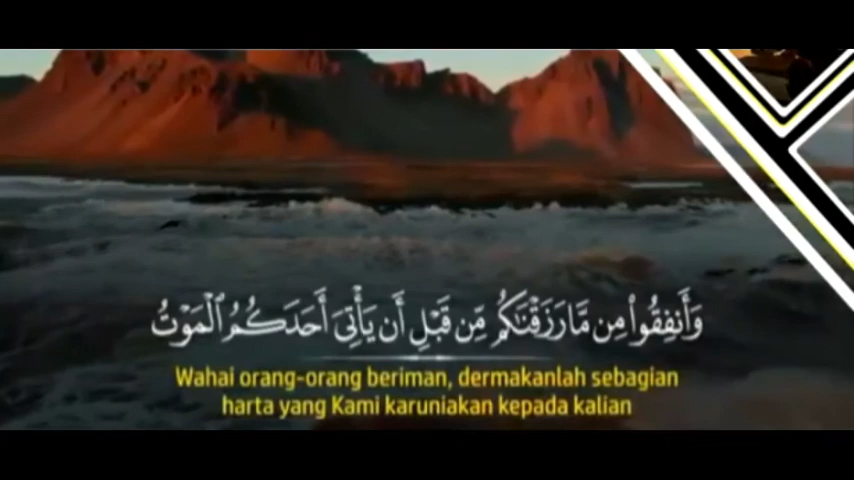 وَأَنفِقُوا۟ مِن مَّا رَزَقْنَـٰكُم مِّن قَبْلِ أَن يَأْتِىَ أَحَدَكُمُ ٱلْمَوْتُ
Wahai orang-orang beriman, dermakanlah sebagian
harta yang Kami karuniakan kepada kalian